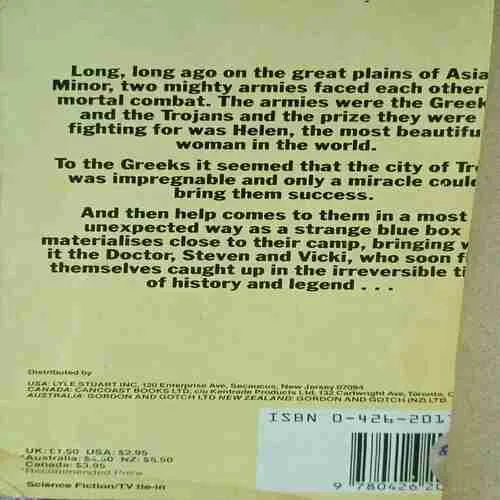 Long, long ago on the great plains of Asia
Minor, two mighty armies faced each other
mortal combat. The armies were the Greek
and the Trojans and the prize they were
fighting for was Helen, the most beautifu
woman in the world.
To the Greeks it seemed that the city of Tr
was impregnable and only a miracle could
bring them success.
And then help comes to them in a most
unexpected way as a strange blue box
materialises close to their camp, bringing w
it the Doctor, Steven and Vicki, who soon f
themselves caught up in the irreversible ti
of history and legend . . .
Distributed by
USA: LYLE STUART INC, 120 Enterprise Ave, Secaucus, New Jersey 07094
CANADA: CANCOAST BOOKS LTD, c/o Kentrade Products Ltd, 132 Cartwright Ave, Toronto, O
AUSTRALIA: GORDON AND GOTCH LTD NEW ZEALAND: GORDON AND GOTCH (NZ) LTD
ISBN 0-426-201
UK: £1.50 USA: $2.95
Australia: $4.50 NZ: $5.50
Canada: $3.95
*Recommended Price
Science Fiction/TV tie-in
9 780426 20